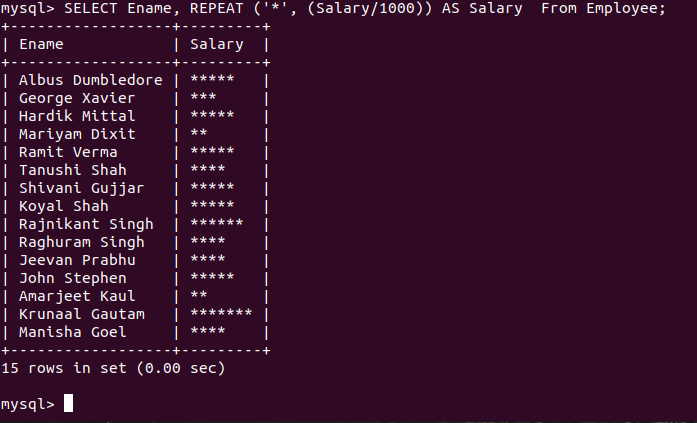 mysql> SELECT Ename, REPEAT ('*', (Salary/1000)) AS Salary  From Employee;
+------------------+---------+
| Ename            | Salary  |
+------------------+---------+
| Albus Dumbledore | *****   |
| George Xavier    | ***     |
| Hardik Mittal    | *****   |
| Mariyam Dixit    | **      |
| Ramit Verma      | *****   |
| Tanushi Shah     | ****    |
| Shivani Gujjar   | *****   |
| Koyal Shah       | *****   |
| Rajnikant Singh  | ******  |
| Raghuram Singh   | ****    |
| Jeevan Prabhu    | ****    |
| John Stephen     | *****   |
| Amarjeet Kaul    | **      |
| Krunaal Gautam   | ******* |
| Manisha Goel     | ****    |
+------------------+---------+
15 rows in set (0.00 sec)
mysql>